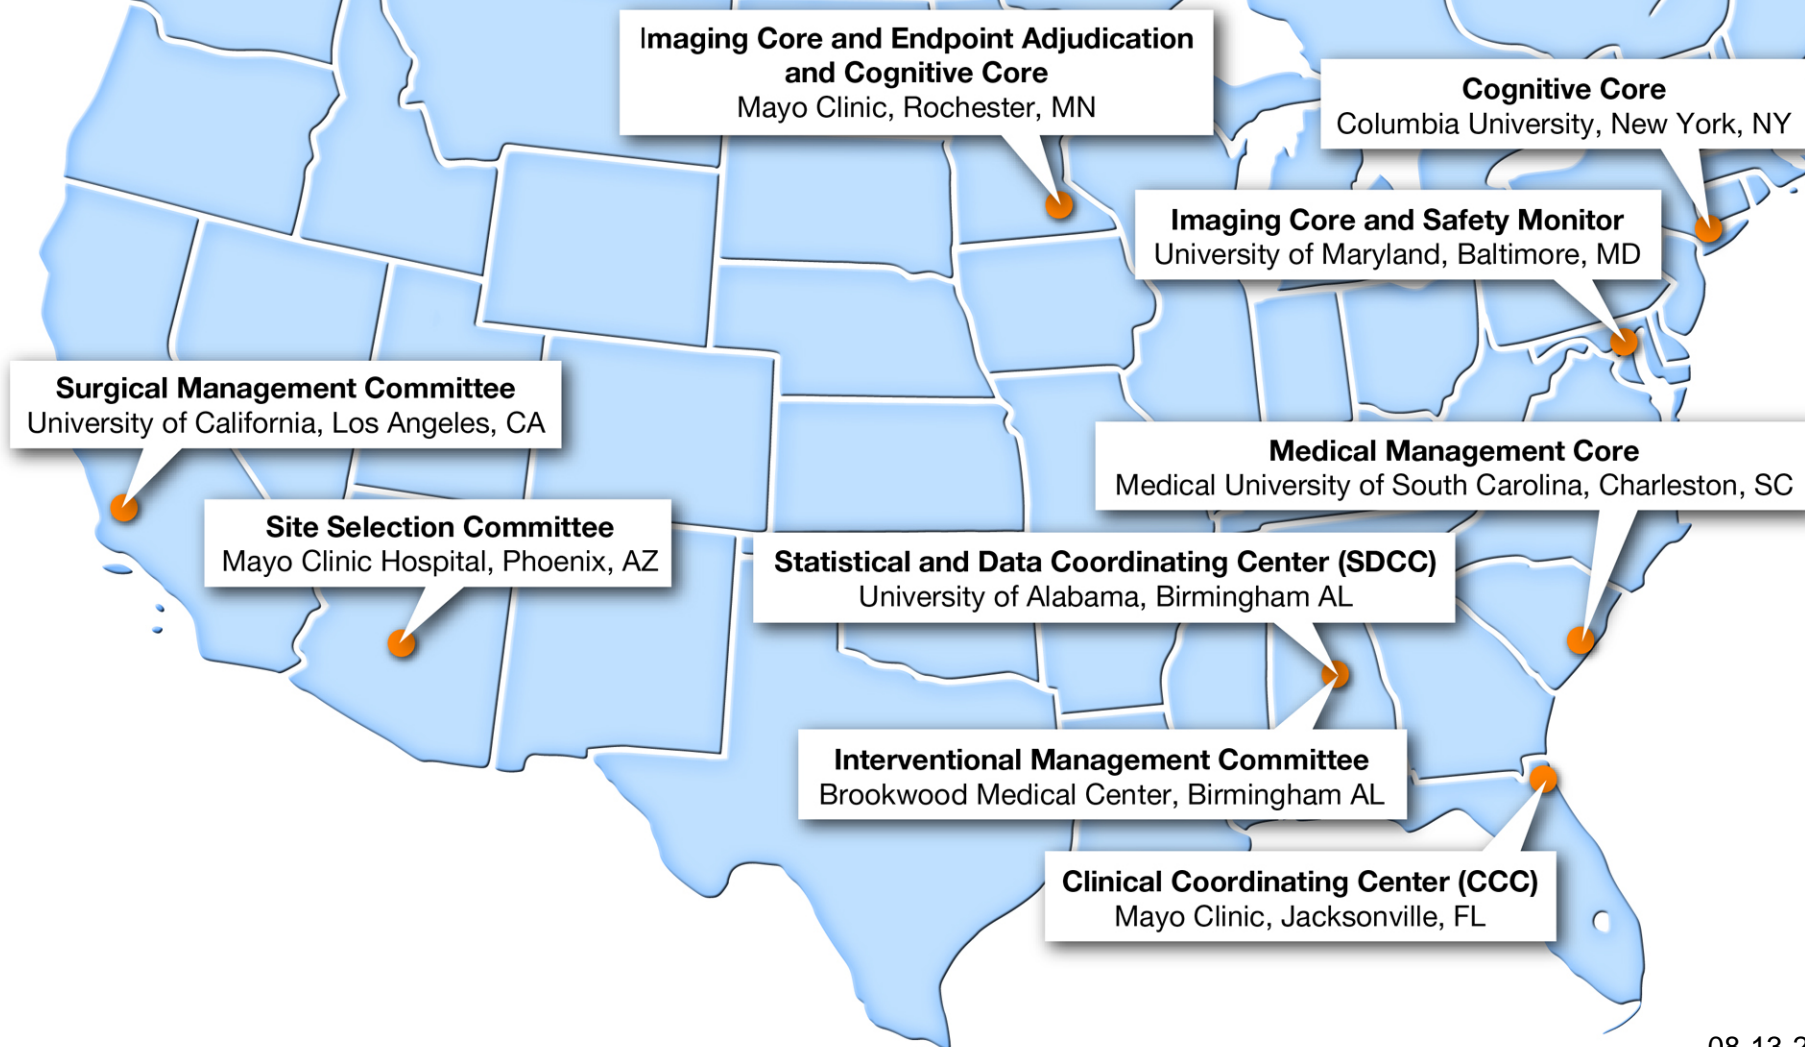 Imaging Core and Endpoint Adjudication
and Cognitive Core
Mayo Clinic, Rochester, MN
Cognitive Core
Columbia University, New York, NY
Imaging Core and Safety Monitor
University of Maryland, Baltimore, MD
Surgical Management Committee
University of California, Los Angeles, CA
Medical Management Core
Medical University of South Carolina, Charleston, SC
Site Selection Committee
Mayo Clinic Hospital, Phoenix, AZ
Statistical and Data Coordinating Center (SDCC)
University of Alabama, Birmingham AL
Interventional Management Committee
Brookwood Medical Center, Birmingham AL
Clinical Coordinating Center (CCC)
Mayo Clinic, Jacksonville, FL